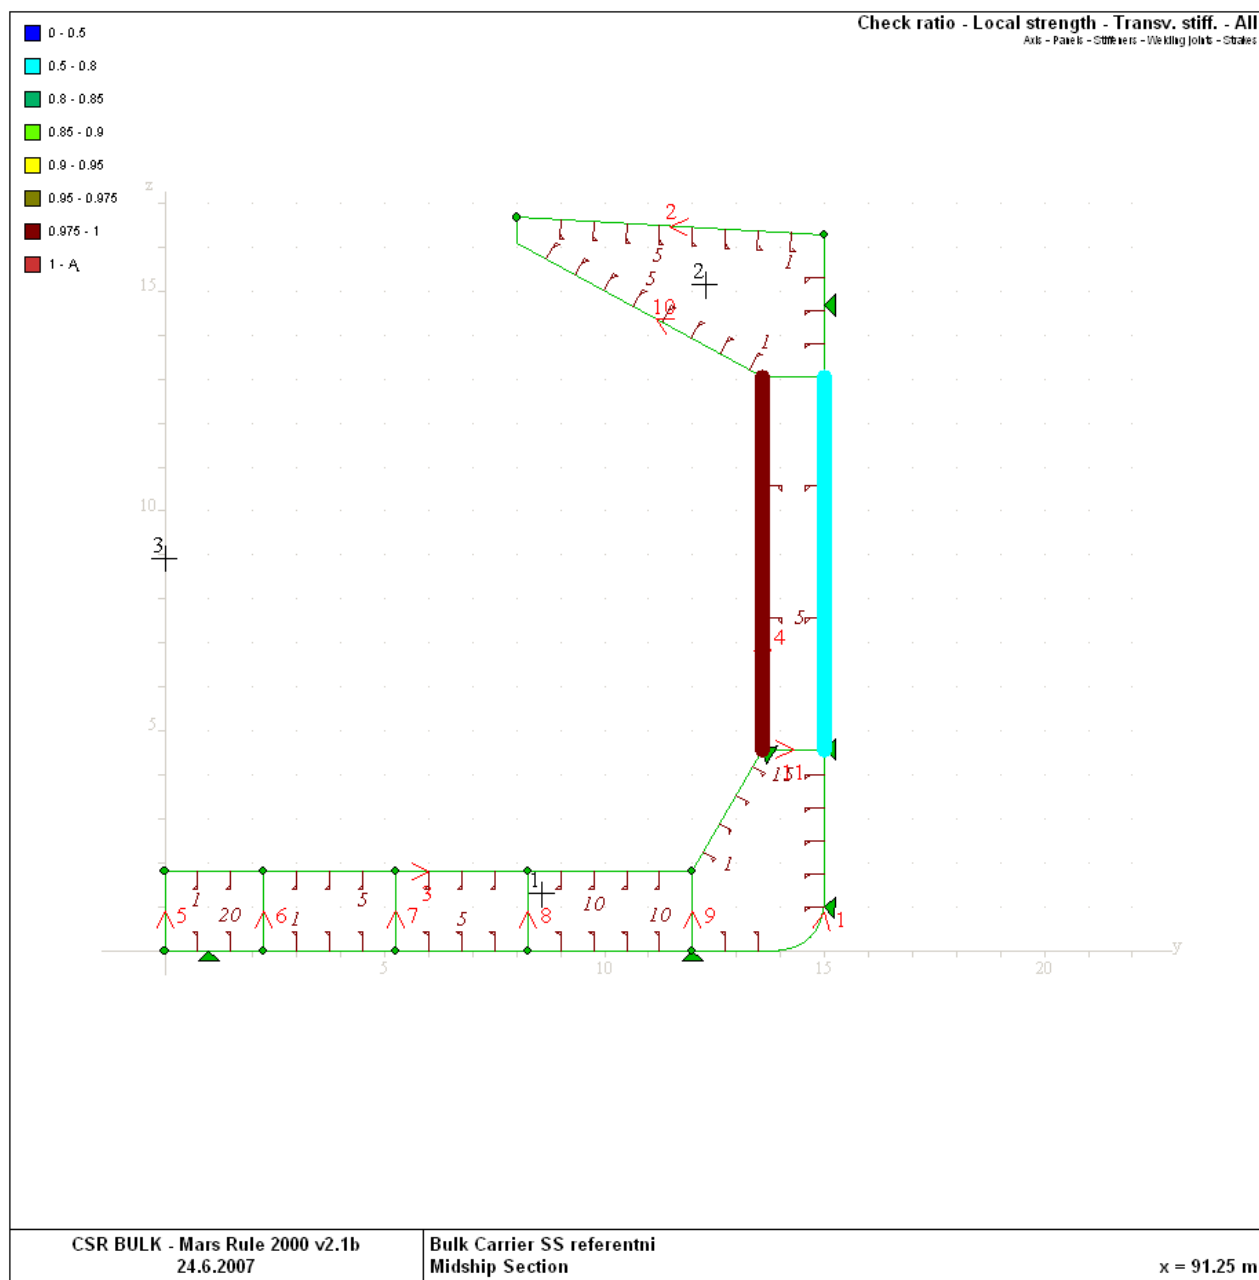 Check ratio - Local strength - Transv. stiff. - All
Axis - Panels - Stiffeners - Welding joints - Strakes
0 - 0.5
0.5 - 0.8
0.8 - 0.85
0.85 - 0.9
0.9 - 0.95
0.95 - 0.975
0.975 - 1
1 - A
z
2
5
1
2
5
15
10
1
10
3
5
4
5
1
1
1
5
3
1
10
10
5
20
6
1
7
5
8
9
1
5
10
15
20
y
CSR BULK - Mars Rule 2000 v2.1b
24.6.2007
Bulk Carrier SS referentni
Midship Section
x = 91.25 m